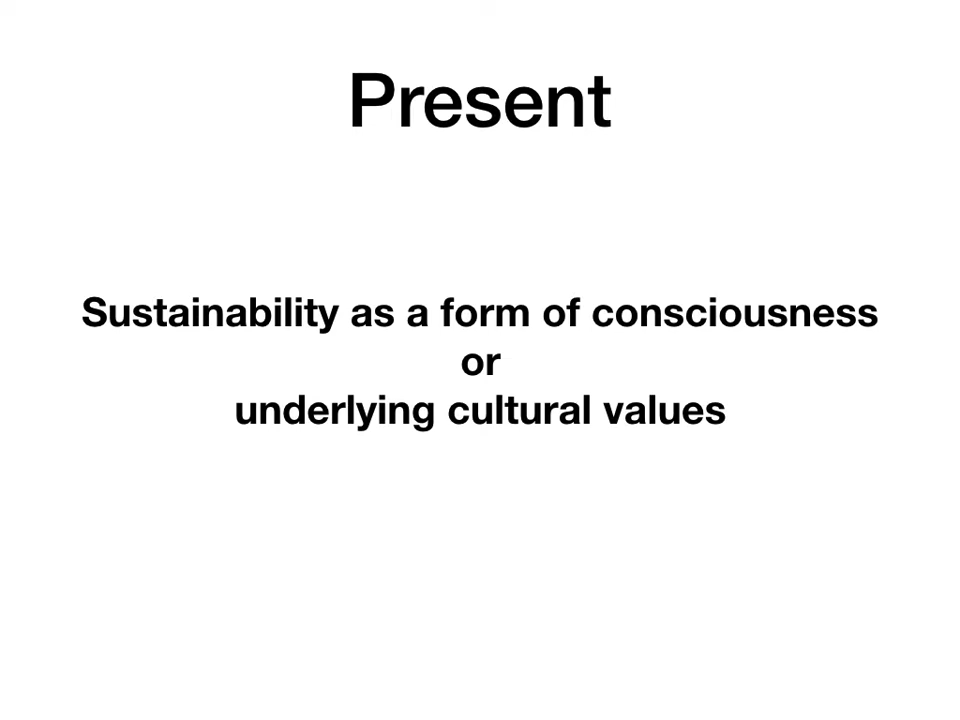 Present
Sustainability as a form of consciousness
or
underlying cultural values